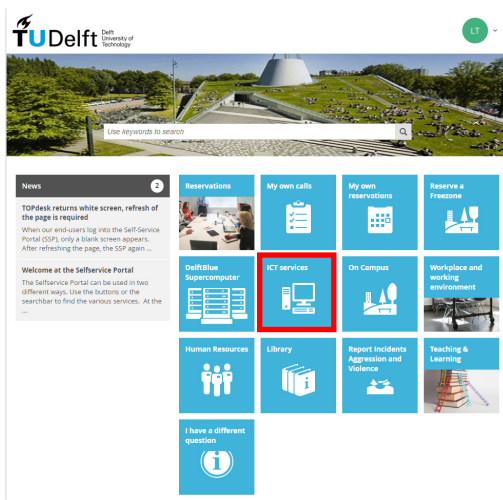 TUDelft
Delft
University of
Technology
LT
Use keywords to search
News
2
TOPdesk returns white screen, refresh of
the page is required
When our end-users log into the Self-Service
Portal (SSP), only a blank screen appears.
After refreshing the page, the SSP again ...
Welcome at the Selfservice Portal
The Selfservice Portal can be used in two
different ways. Use the buttons or the
searchbar to find the various services. At the
...
Reservations
My own calls
My own
reservations
Reserve a
Freezone
DelftBlue
Supercomputer
ICT services
On Campus
Workplace and
working
environment
Human Resources
Library
Report Incidents
Aggression and
Violence
Teaching &
Learning
I have a different
question